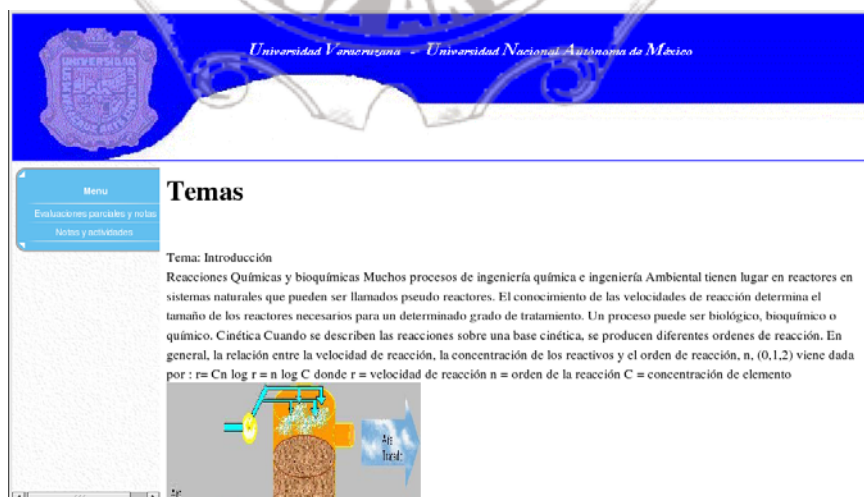 Universidad Veracruzana - Universidad Nacional Autónoma de México
Menu
Evaluaciones parciales y notas
Notas y actividades
Temas
Tema: Introducción
Reacciones Químicas y bioquímicas Muchos procesos de ingeniería química e ingeniería Ambiental tienen lugar en reactores en
sistemas naturales que pueden ser llamados pseudo reactores. El conocimiento de las velocidades de reacción determina el
tamaño de los reactores necesarios para un determinado grado de tratamiento. Un proceso puede ser biológico, bioquímico o
químico. Cinética Cuando se describen las reacciones sobre una base cinética, se producen diferentes ordenes de reacción. En
general, la relación entre la velocidad de reacción, la concentración de los reactivos y el orden de reacción, n, (0,1,2) viene dada
por : r= Cn log r = n log C donde r = velocidad de reacción n = orden de la reacción C = concentración de elemento